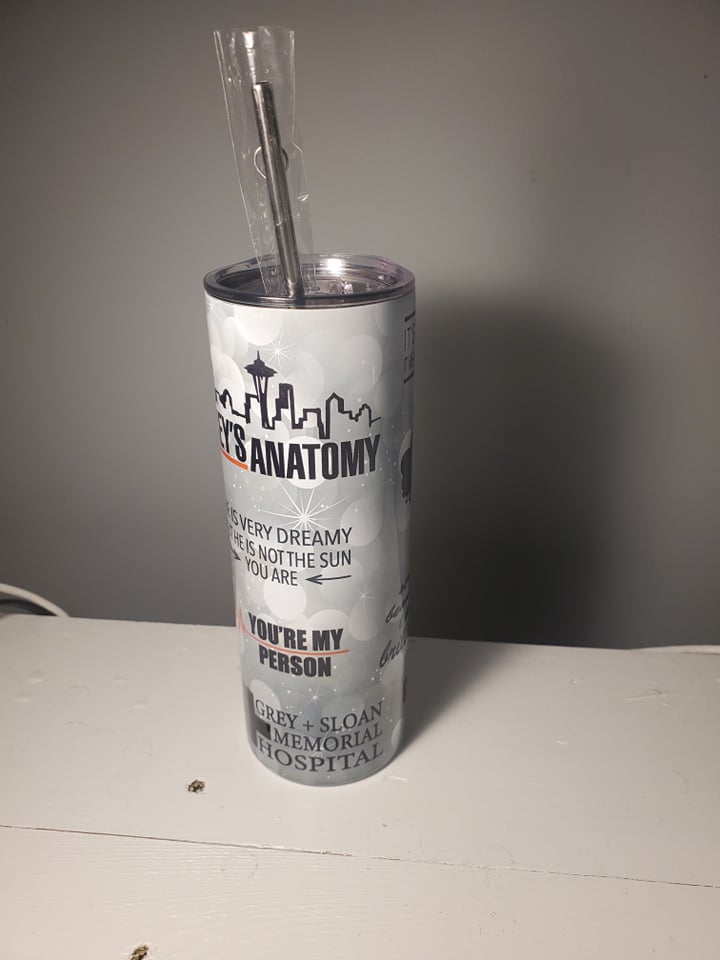 EY'S ANATOMY
IS VERY DREAMY
HE IS NOT THE SUN
YOU ARE
YOU'RE MY
PERSON
GREY + SLOAN
MEMORIAL
HOSPITAL